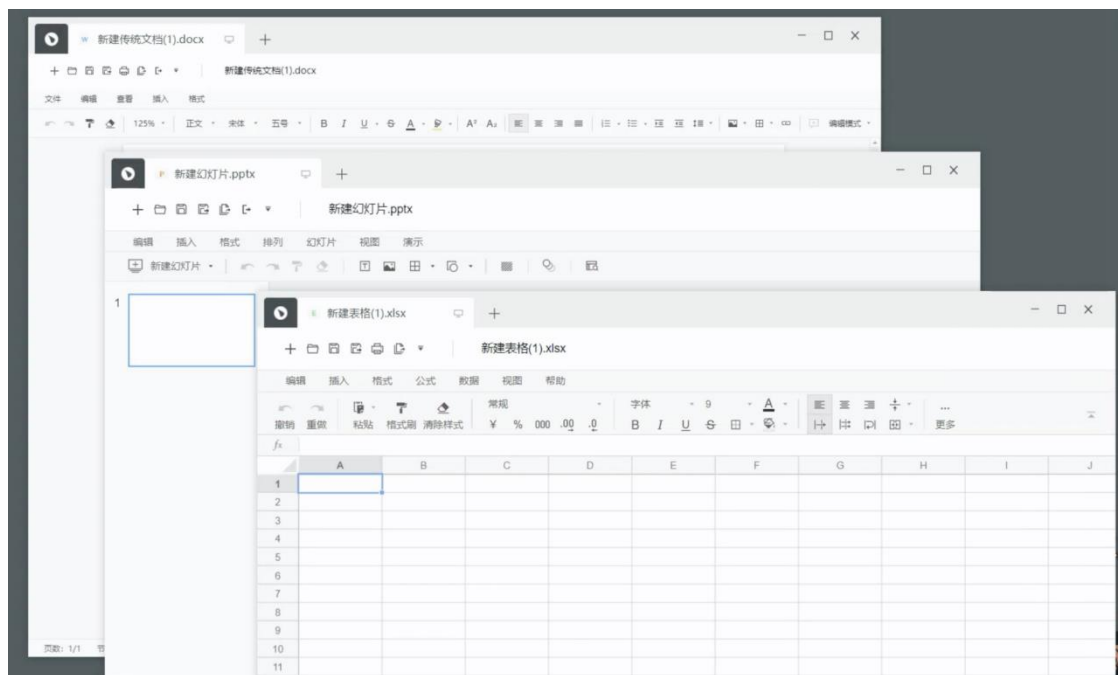 新建传统文档(1).docx
新建传统文档(1).docx
文件 编辑 查看 插入 格式
125% 正文 宋体 五号 B I U S A A² A₂ 编辑模式
新建幻灯片.pptx
新建幻灯片.pptx
编辑 插入 格式 排列 幻灯片 视图 演示
新建幻灯片
1
新建表格(1).xlsx
新建表格(1).xlsx
编辑 插入 格式 公式 数据 视图 帮助
常规 字体 9 A ...
撤销 重做 粘贴 格式刷 清除样式 ¥ % 000 .00 .0 B I U S 更多
fx
A B C D E F G H I J
1
2
3
4
5
6
7
8
9
10
11
页数: 1/1